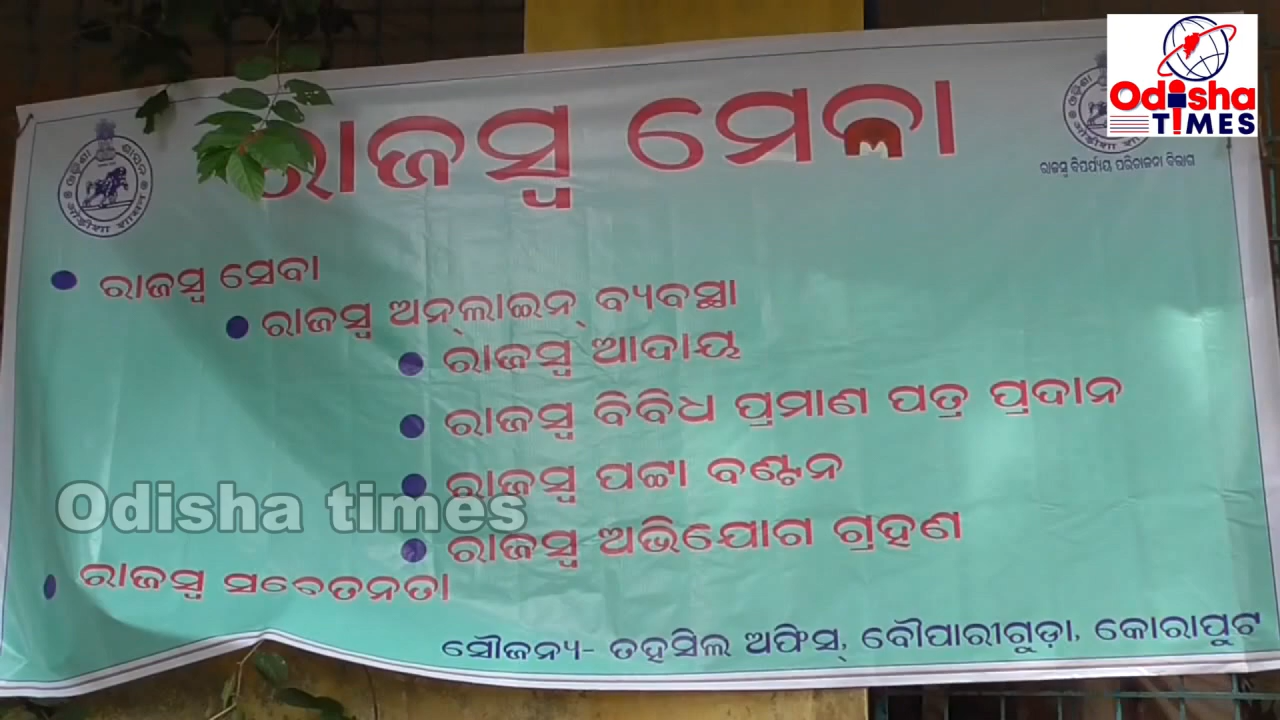 Odisha
TIMES
ରାଜସ୍ୱ ମେଳା
ରାଜସ୍ୱ ବିପର୍ଯ୍ୟୟ ପରିଚାଳନା ବିଭାଗ
• ରାଜସ୍ୱ ସେବା
• ରାଜସ୍ୱ ଅନ୍‌ଲାଇନ୍ ବ୍ୟବସ୍ଥା
• ରାଜସ୍ୱ ଆଦାୟ
• ରାଜସ୍ୱ ବିବିଧ ପ୍ରମାଣ ପତ୍ର ପ୍ରଦାନ
• ରାଜସ୍ୱ ପଟ୍ଟା ବଣ୍ଟନ
Odisha times
• ରାଜସ୍ୱ ଅଭିଯୋଗ ଗ୍ରହଣ
• ରାଜସ୍ୱ ସଚେତନତା
ସୌଜନ୍ୟ- ତହସିଲ ଅଫିସ୍, ବୌପାରୀଗୁଡ଼ା, କୋରାପୁଟ